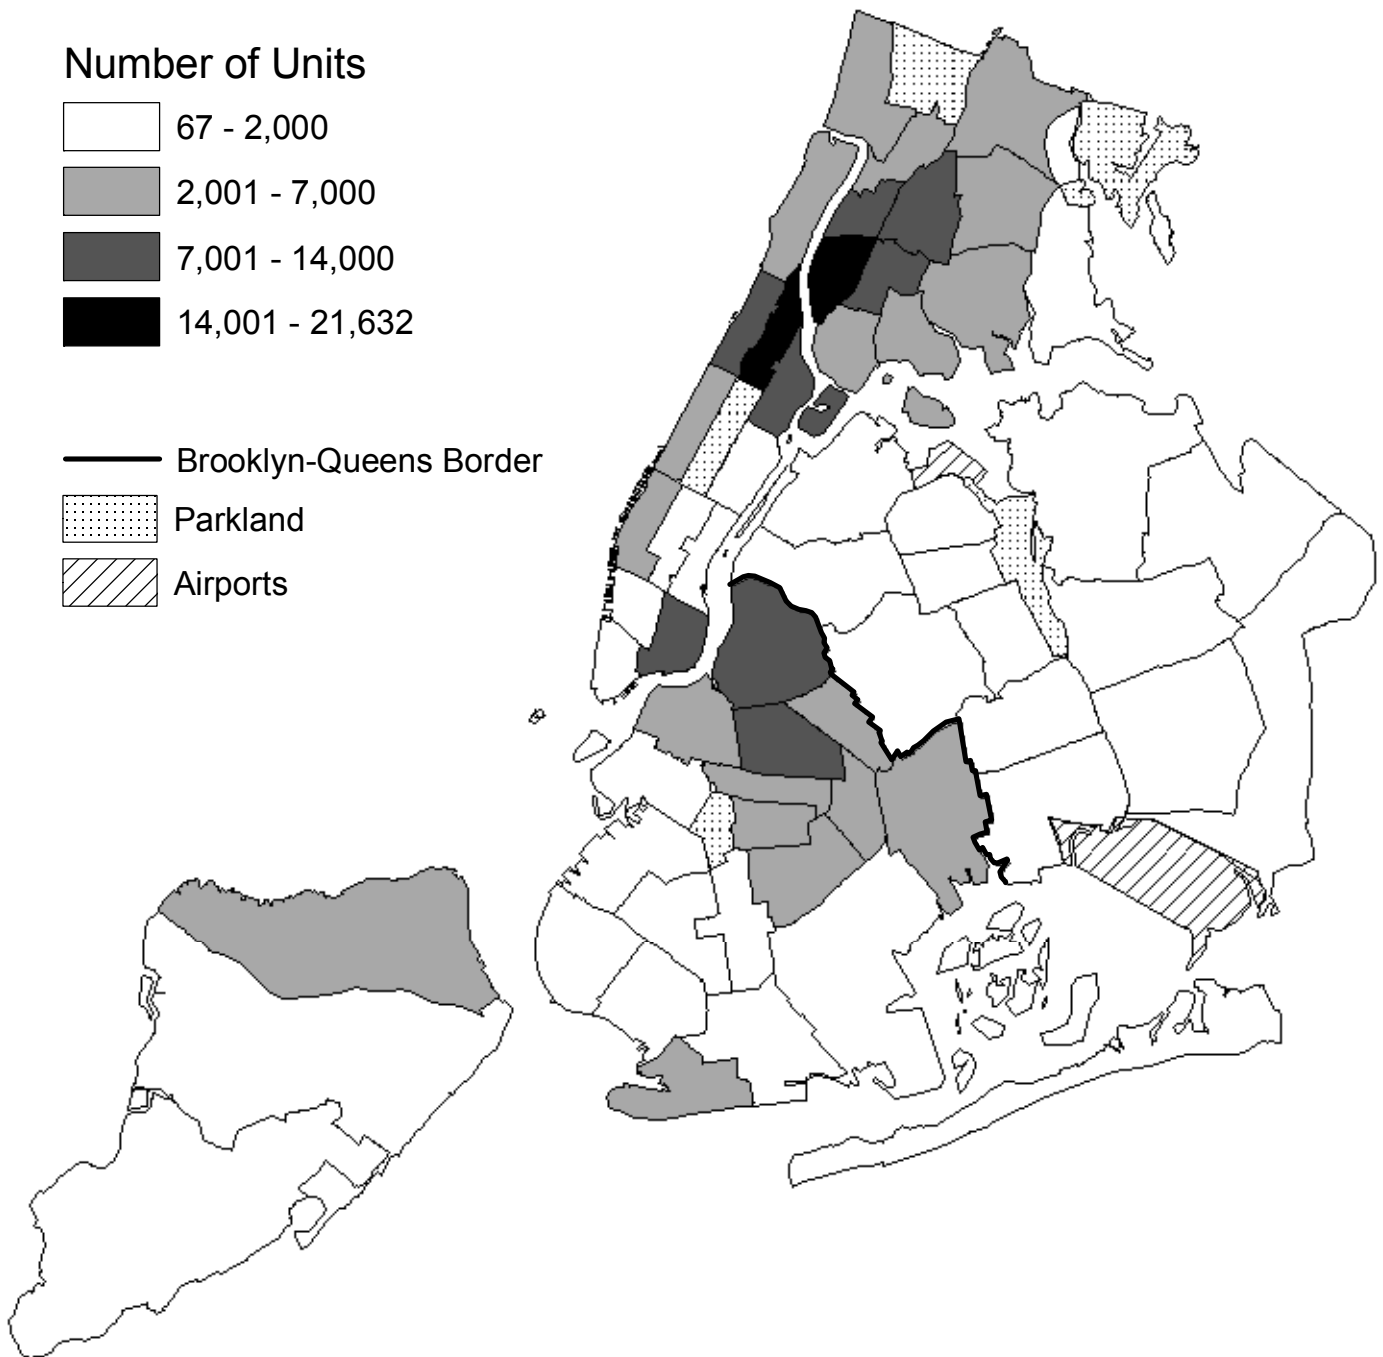 Number of Units
67 - 2,000
2,001 - 7,000
7,001 - 14,000
14,001 - 21,632
Brooklyn-Queens Border
Parkland
Airports